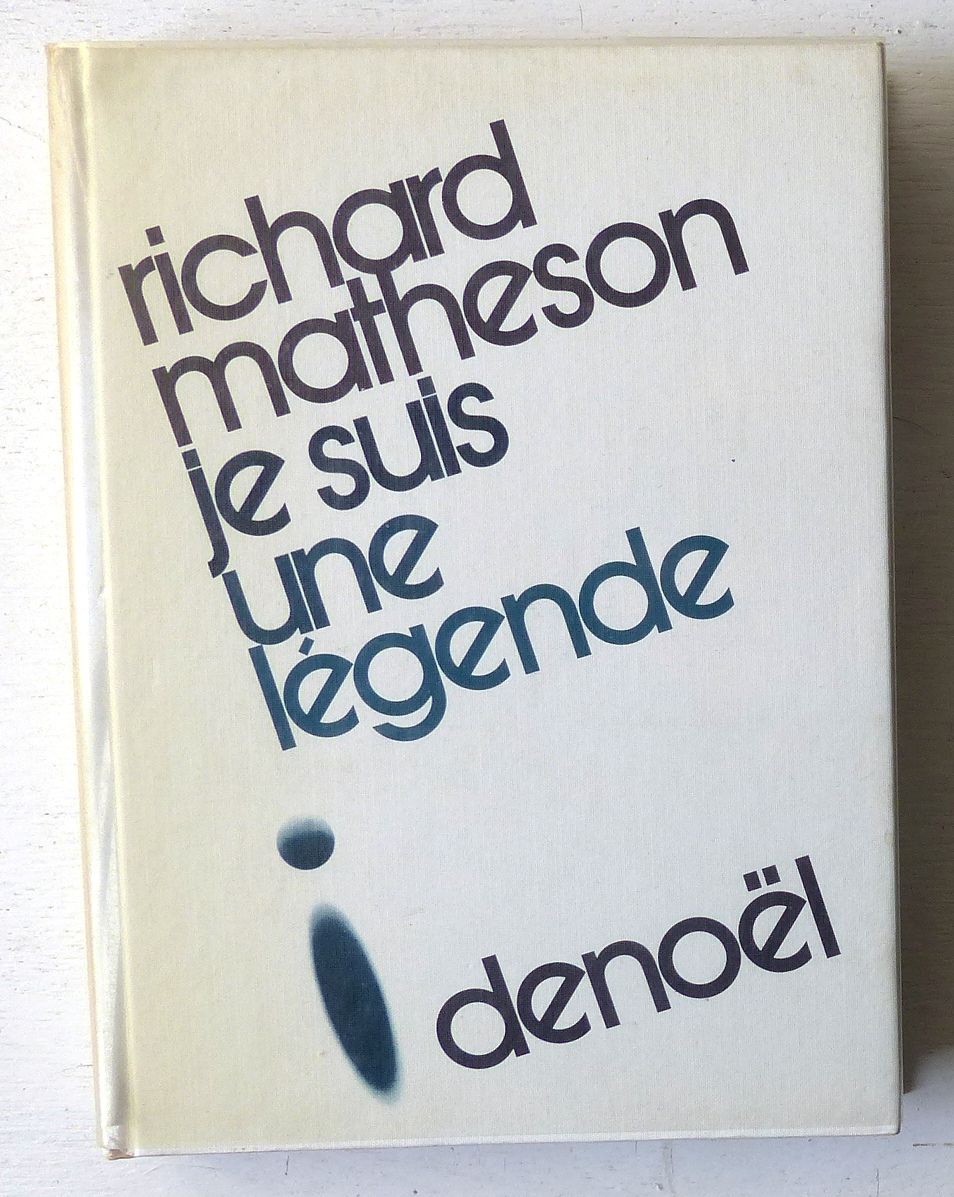 richard
matheson
je suis
une
légende
denoël